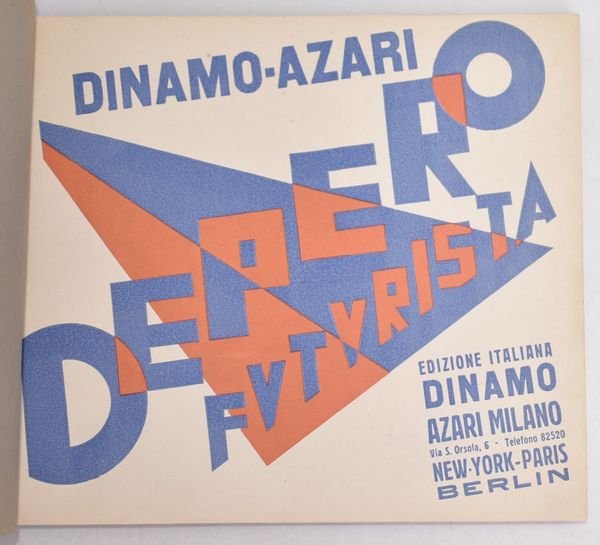 DINAMO-AZARI
DEPERO
FVTVRISTA
EDIZIONE ITALIANA
DINAMO
AZARI MILANO
Via S. Orsola, 6 - Telefono 82520
NEW-YORK-PARIS
BERLIN